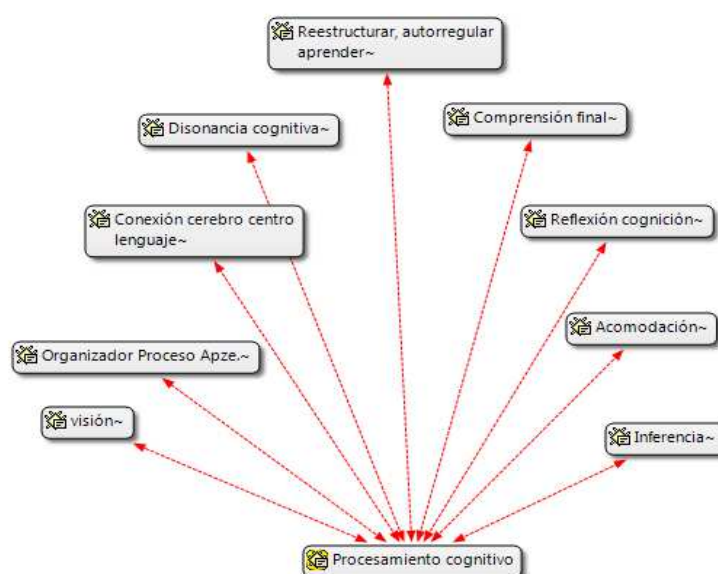 Reestructurar, autorregular
aprender~
Comprensión final~
Disonancia cognitiva~
Conexión cerebro centro
lenguaje~
Reflexión cognición~
Acomodación~
Organizador Proceso Apze.~
visión~
Inferencia~
Procesamiento cognitivo